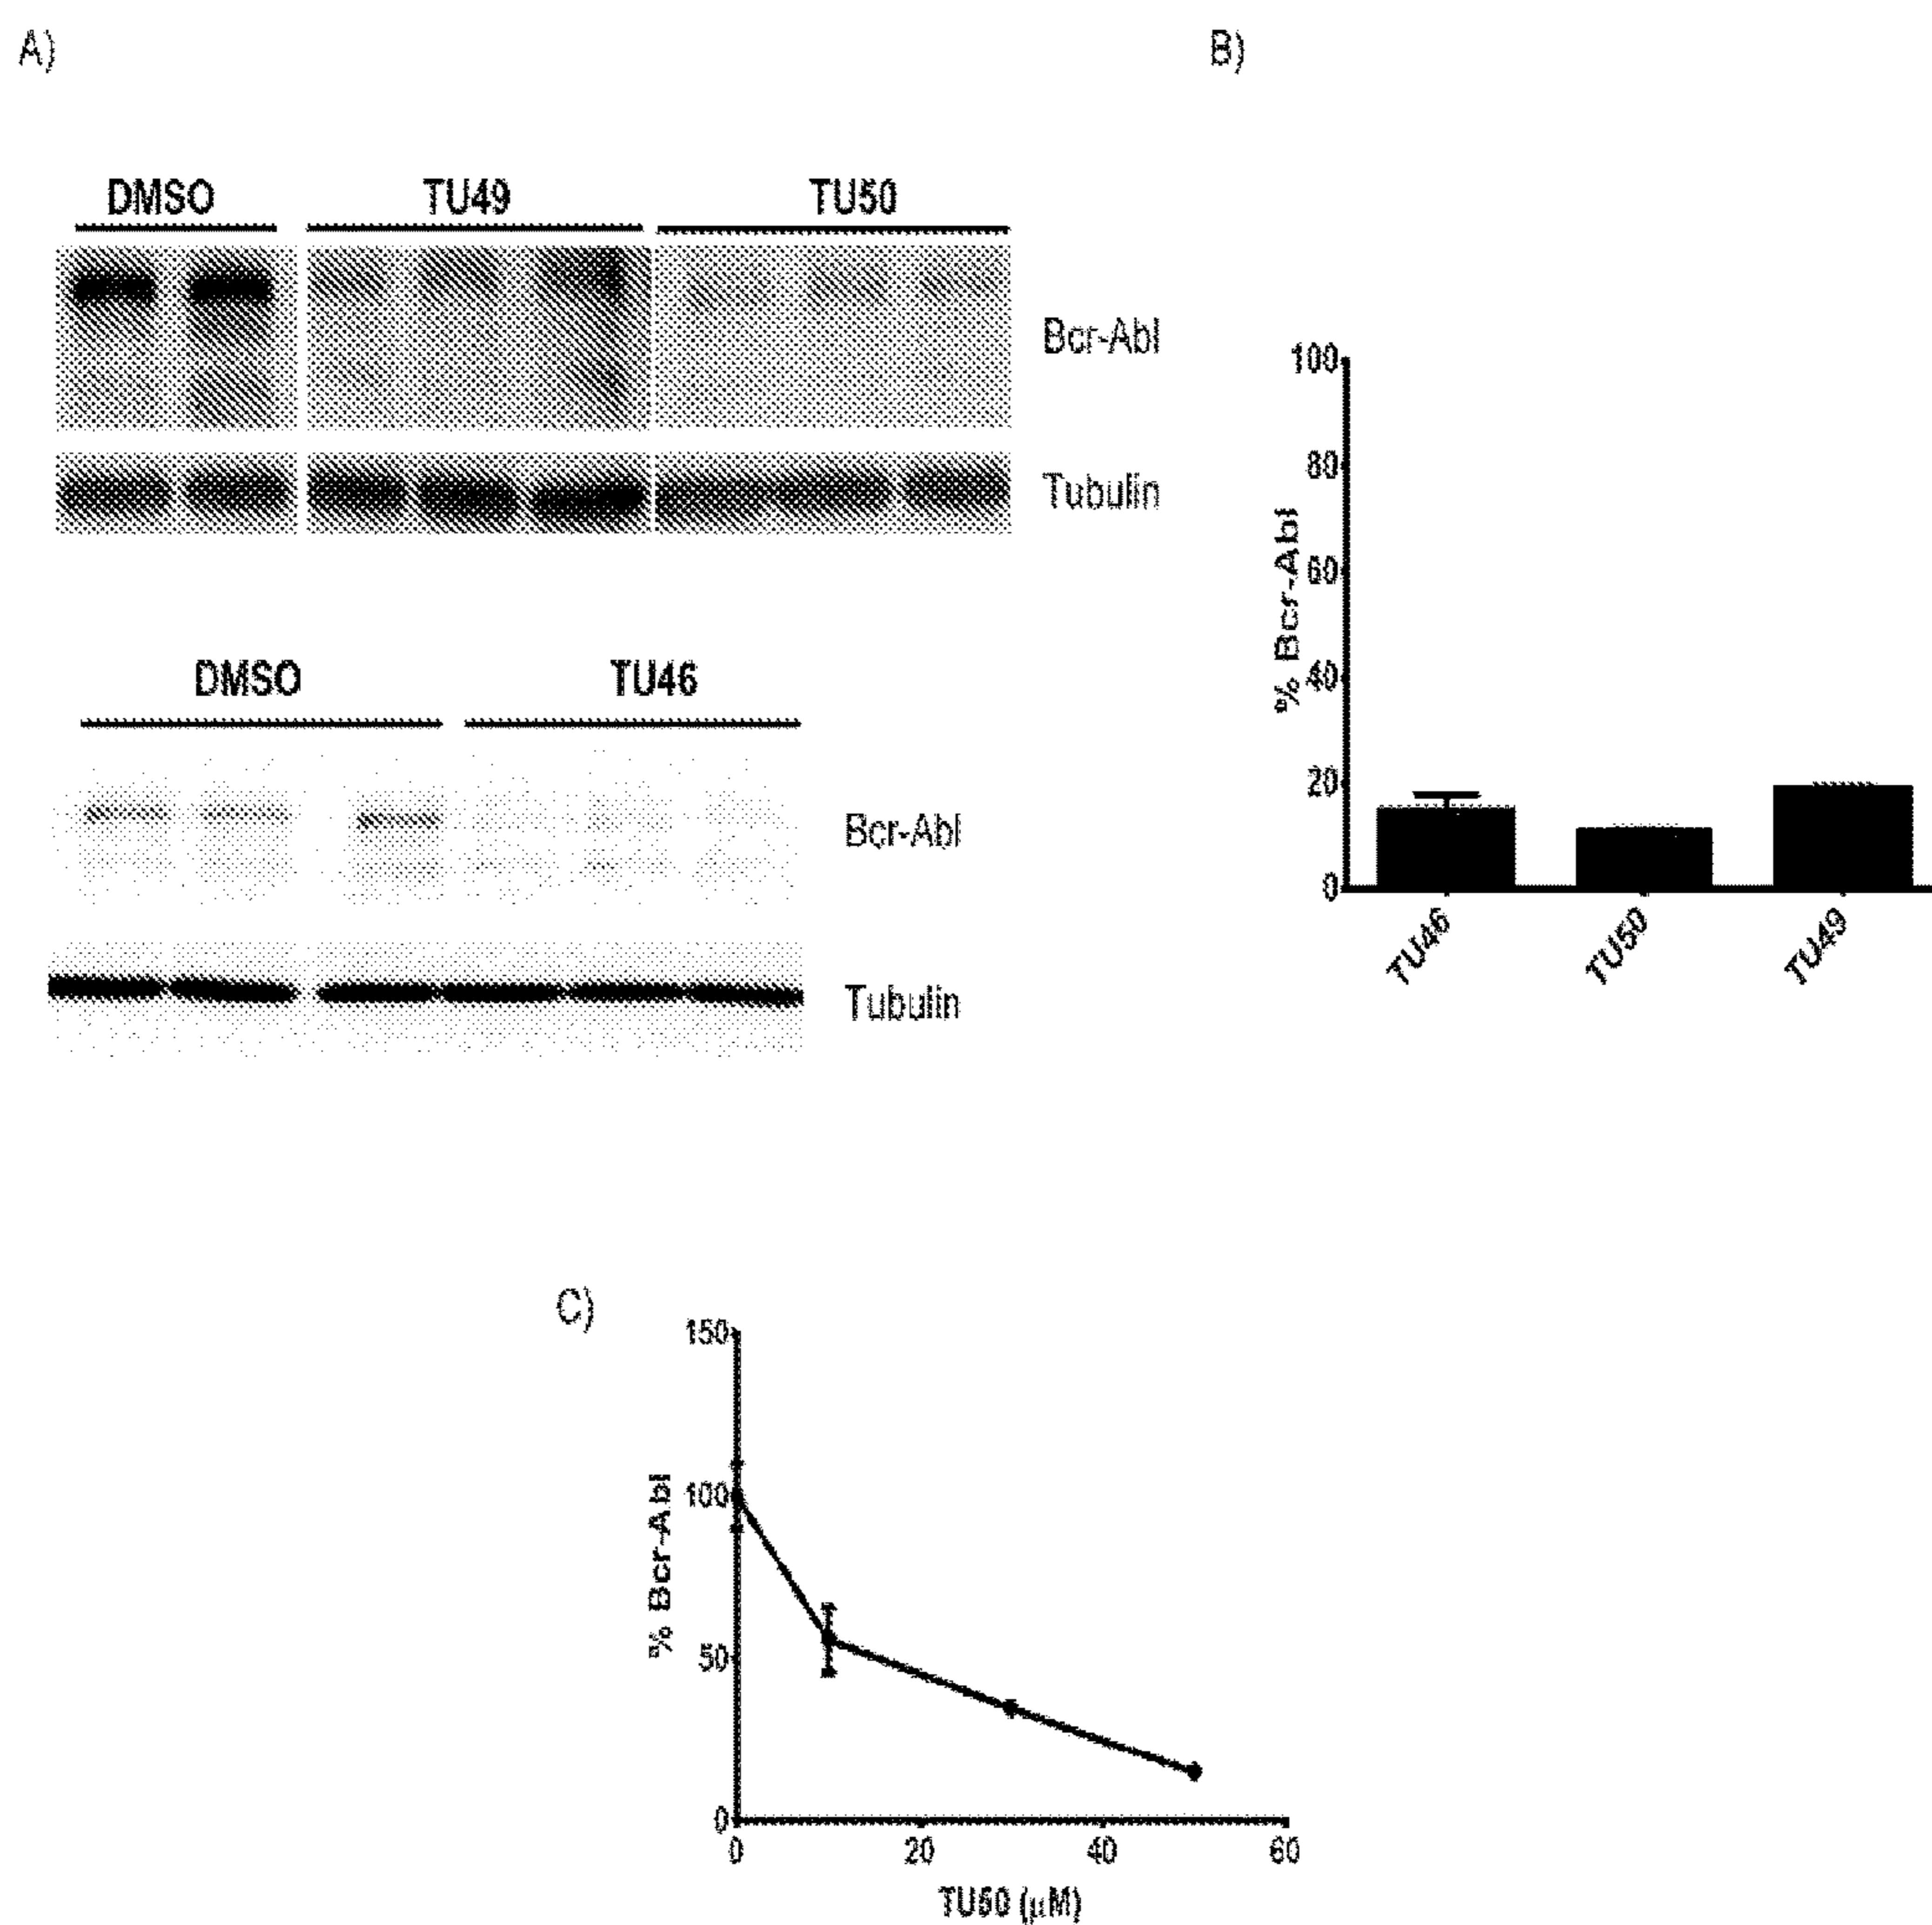 A)
B)
DMSO TU49 TU50
Bcr-Abl
Tubulin
DMSO TU46
Bcr-Abl
Tubulin
100
80
60
40
20
0
% Bcr-Abl
TU46 TU50 TU49
C)
150
100
50
0
% Bcr-Abl
0 20 40 60
TU50 (µM)